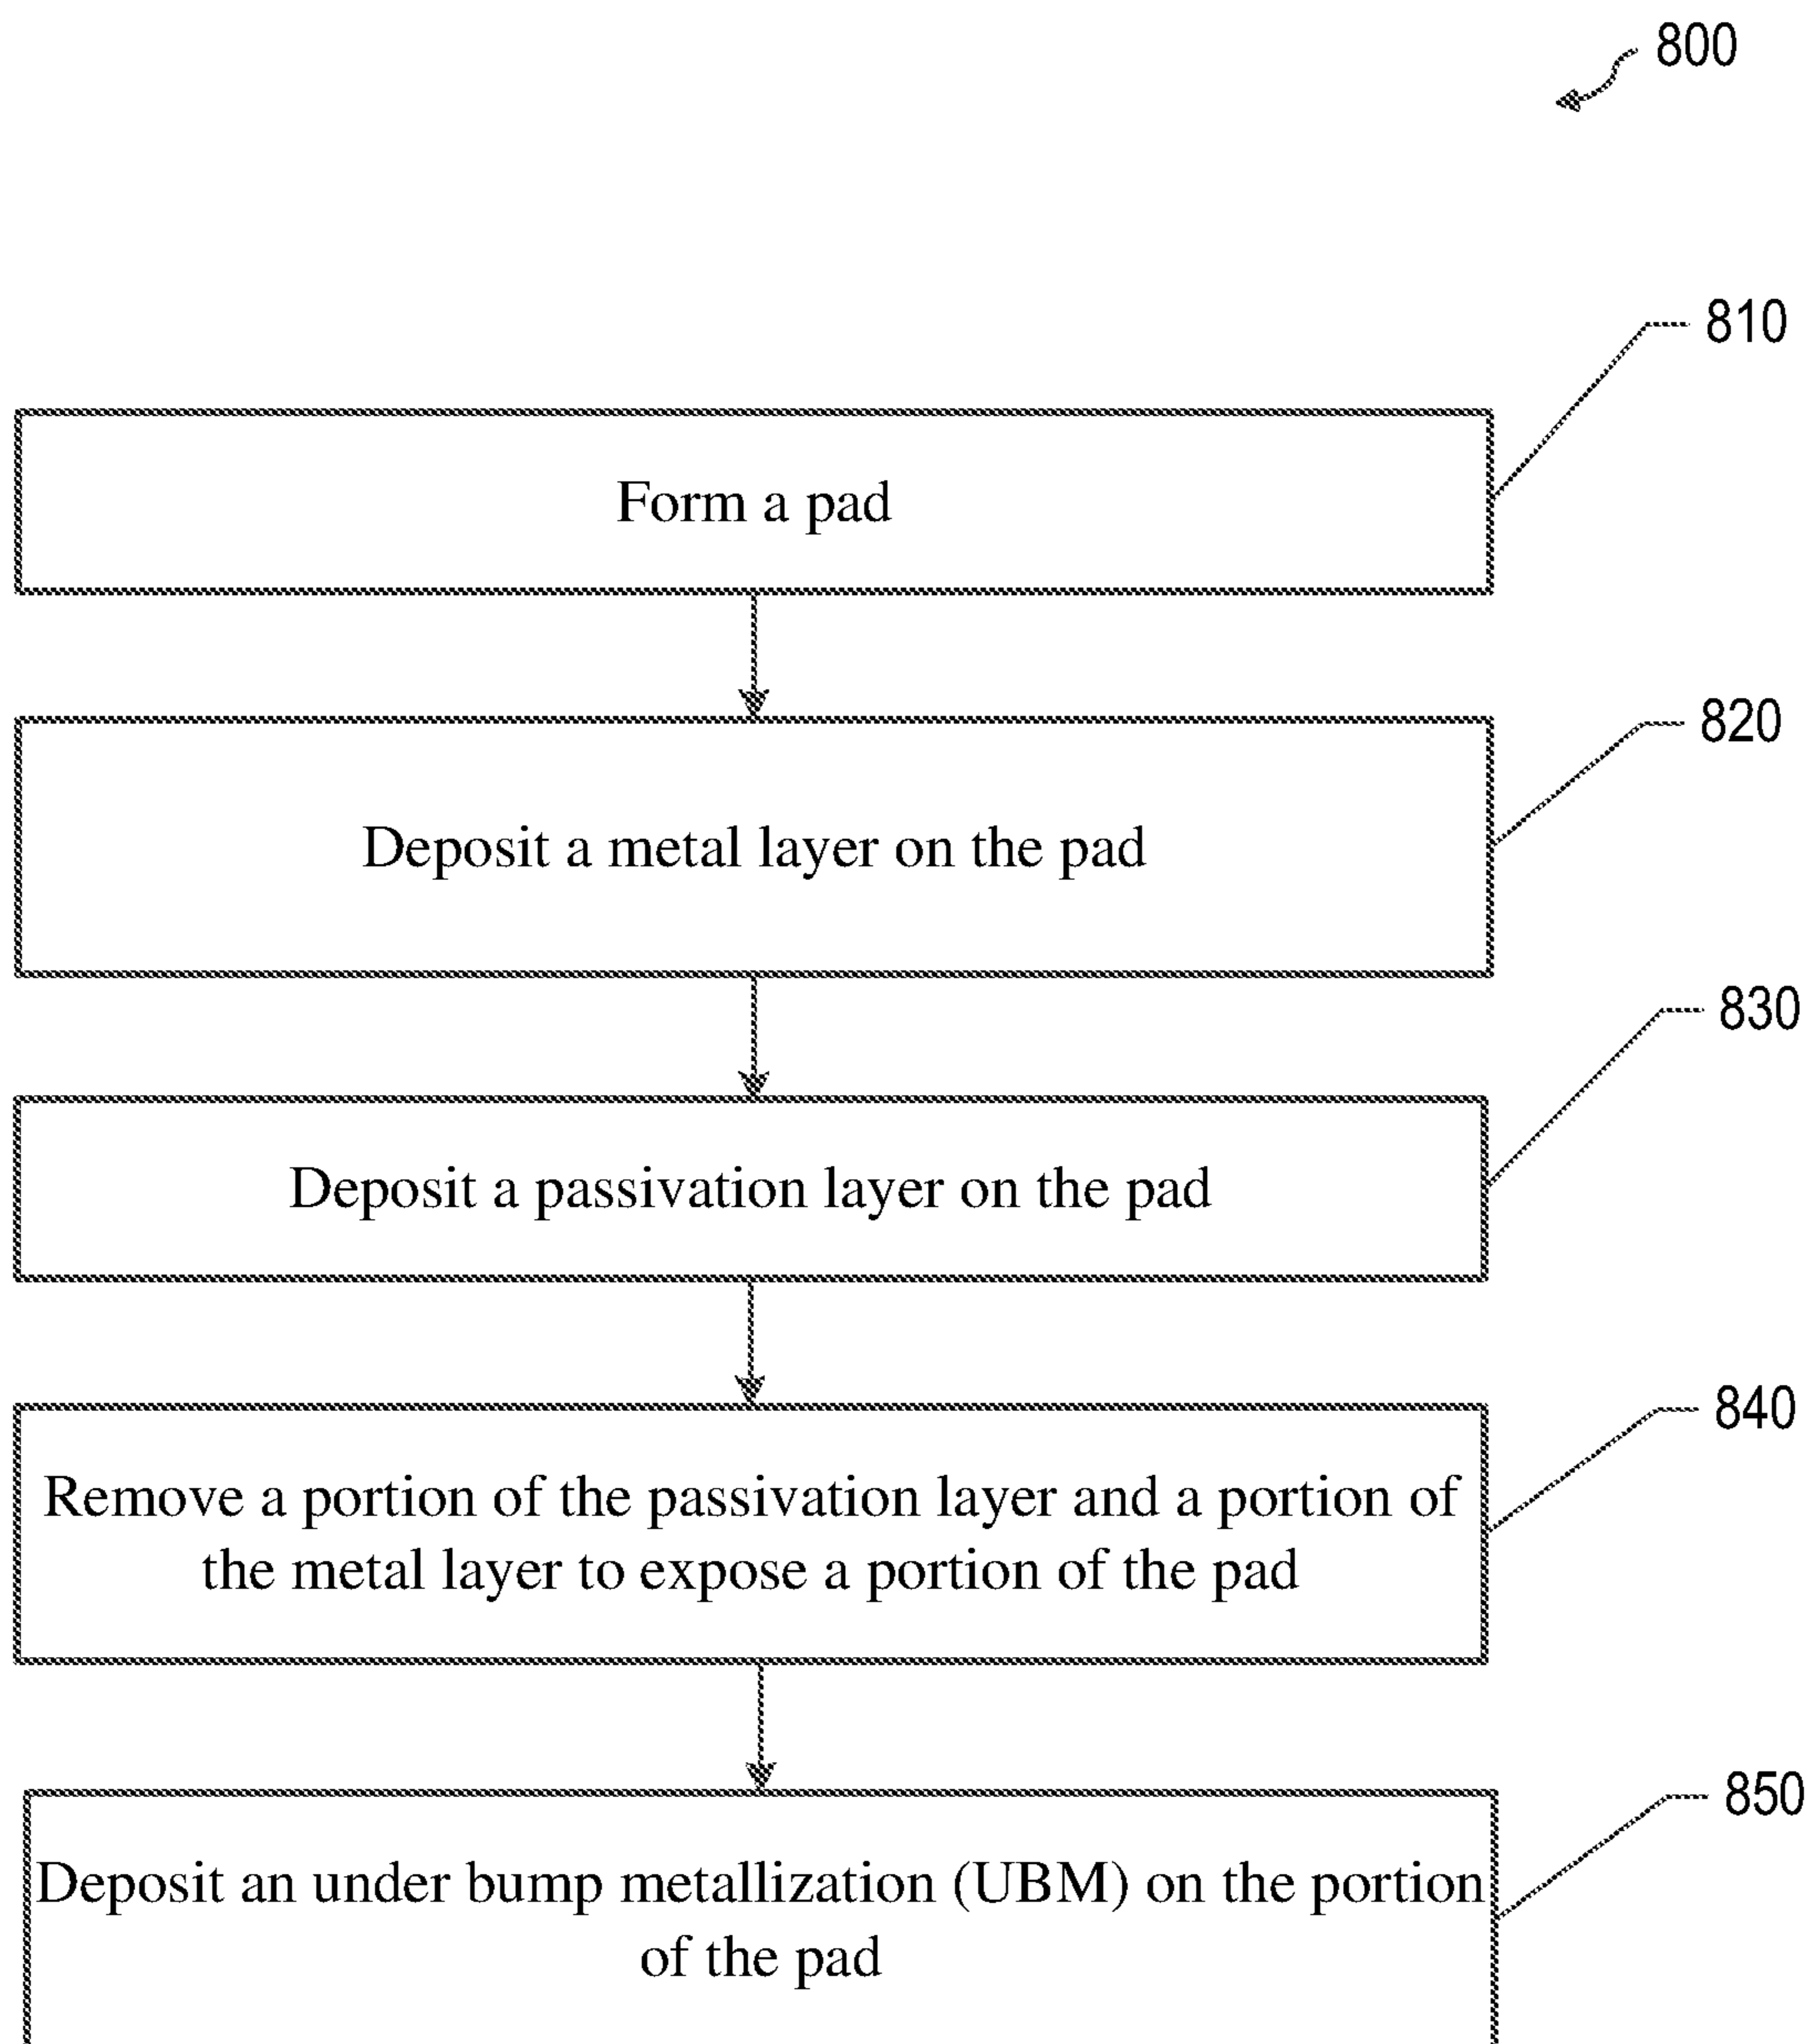 800
810
Form a pad
820
Deposit a metal layer on the pad
830
Deposit a passivation layer on the pad
840
Remove a portion of the passivation layer and a portion of
the metal layer to expose a portion of the pad
850
Deposit an under bump metallization (UBM) on the portion
of the pad